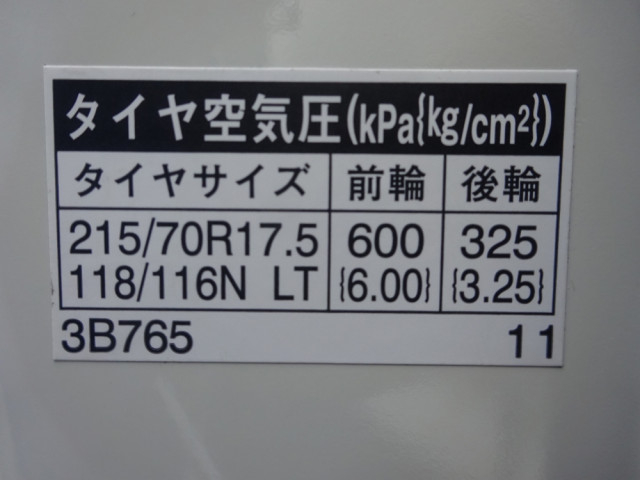 タイヤ空気圧(kPa{kg/cm²})
タイヤサイズ 前輪 後輪
215/70R17.5 600 325
118/116N LT {6.00} {3.25}
3B765 11